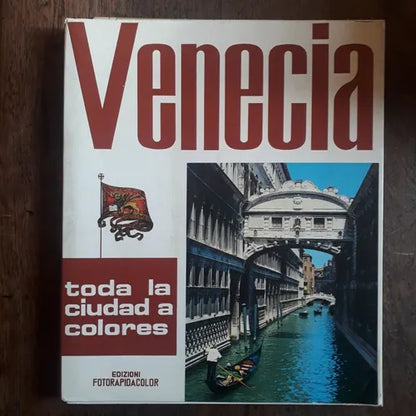 Venecia
toda la
ciudad a
colores
EDIZIONI
FOTORAPIDACOLOR